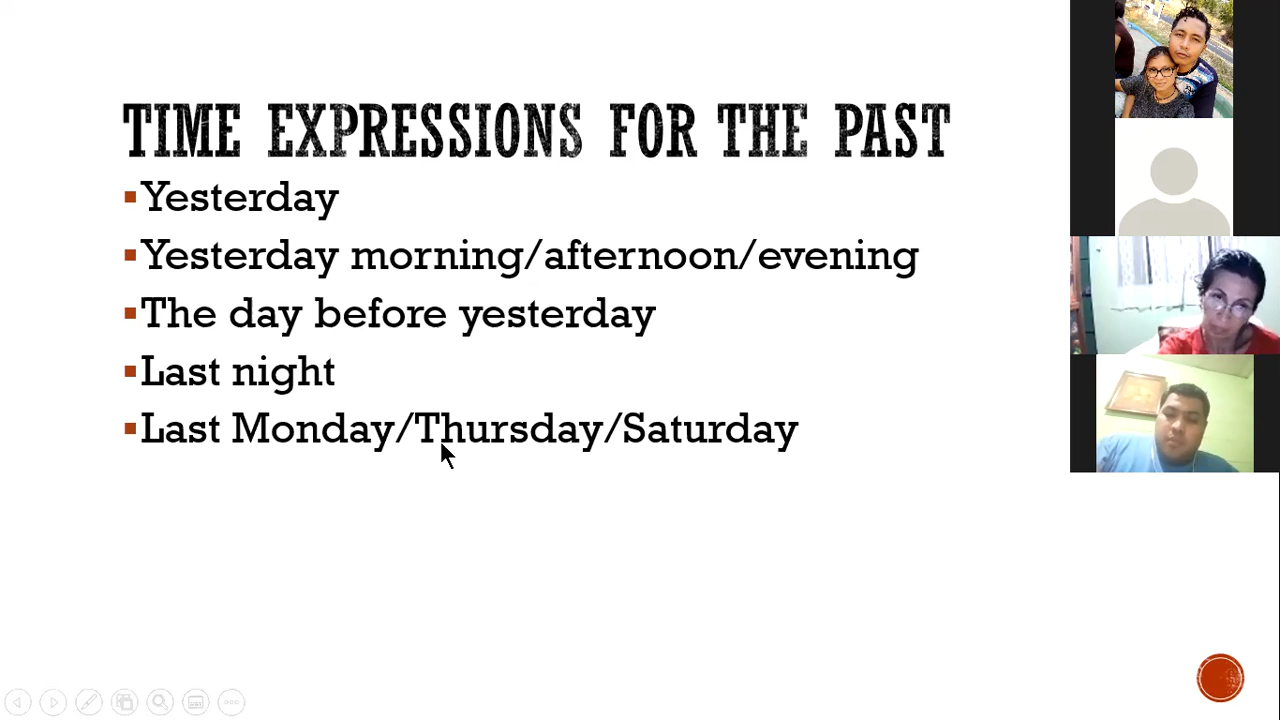 TIME EXPRESSIONS FOR THE PAST
Yesterday
Yesterday morning/afternoon/evening
The day before yesterday
Last night
Last Monday/Thursday/Saturday